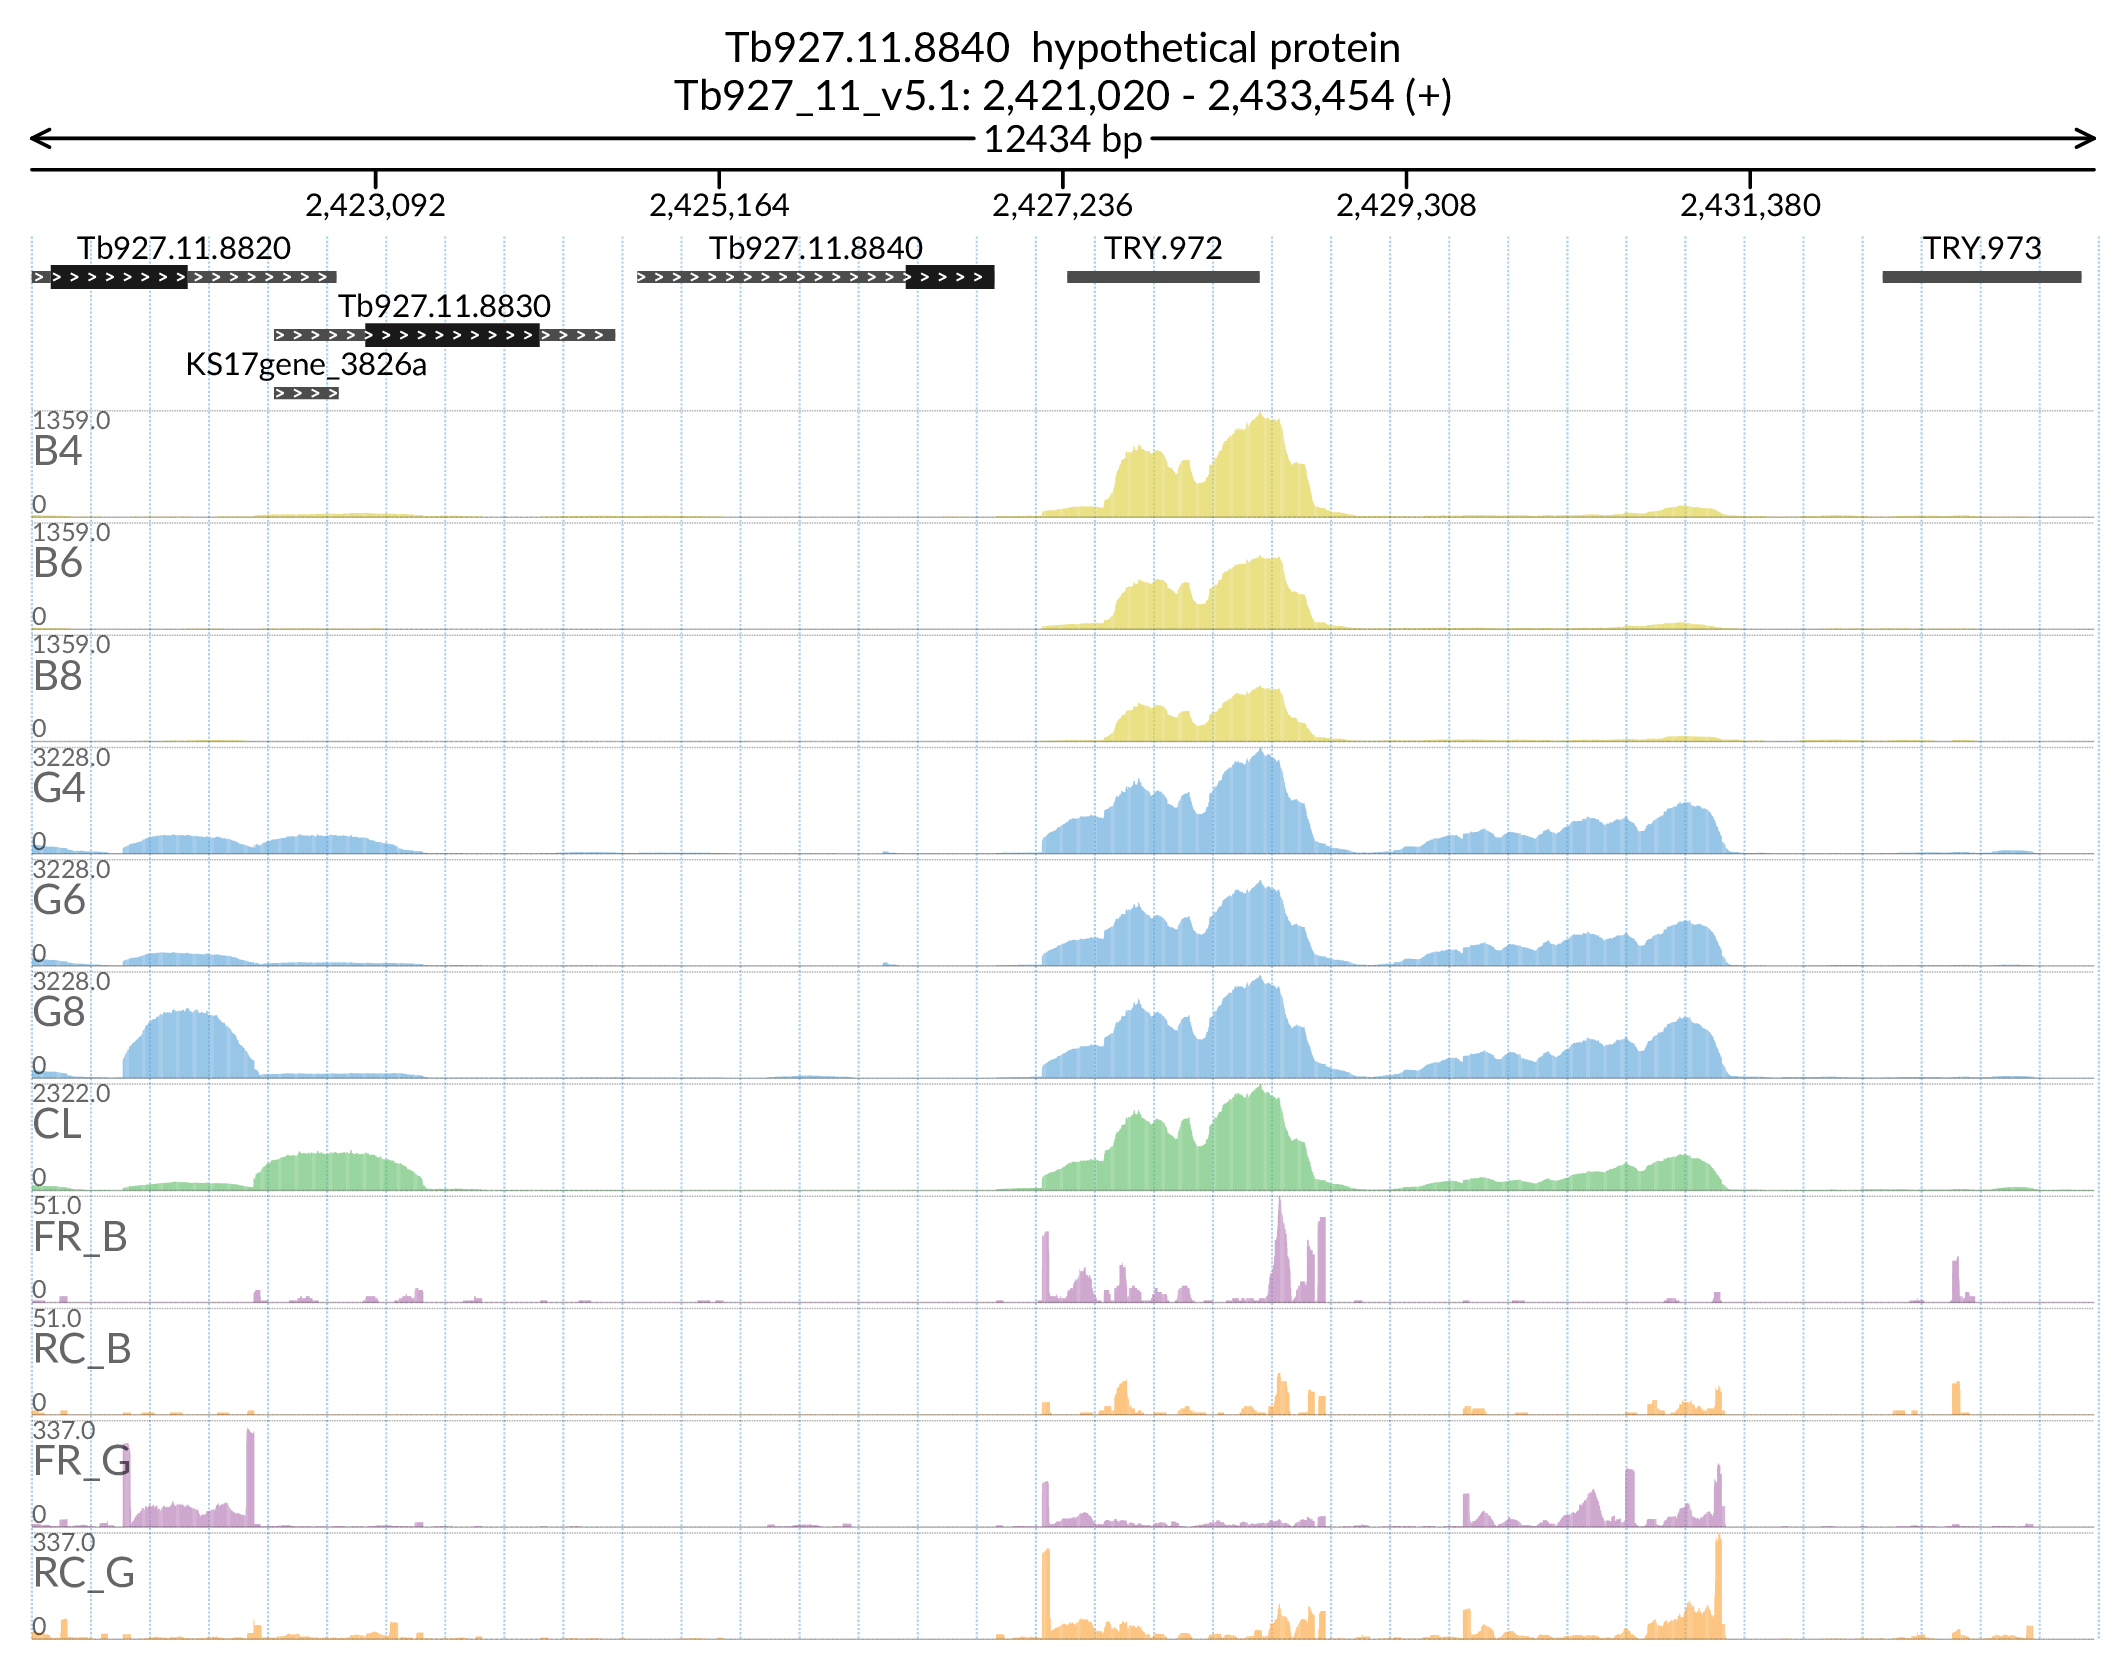 Tb927.11.8840  hypothetical protein
Tb927_11_v5.1: 2,421,020 - 2,433,454 (+)
12434 bp
2,423,092 2,425,164 2,427,236 2,429,308 2,431,380
Tb927.11.8820 Tb927.11.8840 TRY.972 TRY.973
Tb927.11.8830
KS17gene_3826a
1359.0
B4
0
1359.0
B6
0
1359.0
B8
0
3228.0
G4
0
3228.0
G6
0
3228.0
G8
0
2322.0
CL
0
51.0
FR_B
0
51.0
RC_B
0
337.0
FR_G
0
337.0
RC_G
0